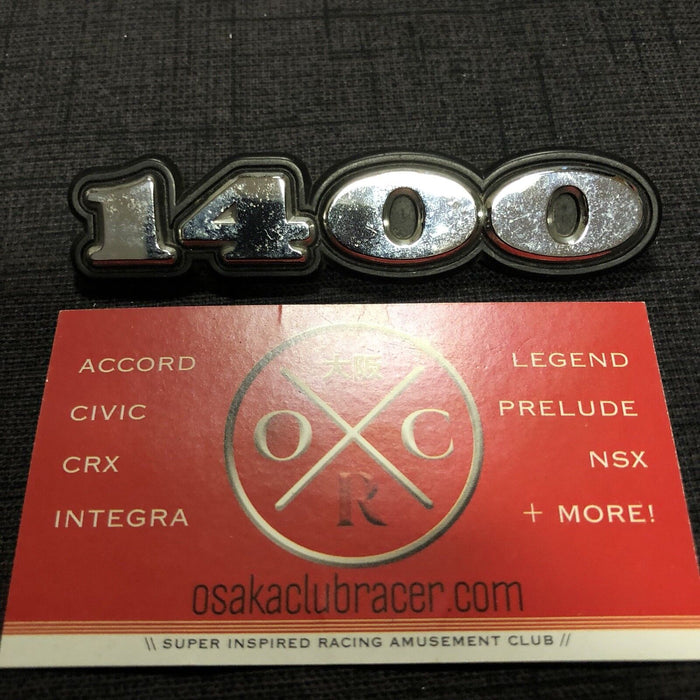 1400
ACCORD
CIVIC
CRX
INTEGRA
大阪
O C
R
LEGEND
PRELUDE
NSX
+ MORE!
osakaclubracer.com
\\ SUPER INSPIRED RACING AMUSEMENT CLUB //